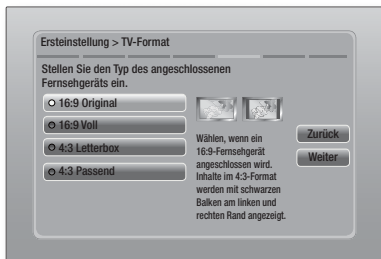 Ersteinstellung > TV-Format
Stellen Sie den Typ des angeschlossenen
Fernsehgeräts ein.
16:9 Original
16:9 Voll
4:3 Letterbox
4:3 Passend
Wählen, wenn ein
16:9-Fernsehgerät
angeschlossen wird.
Inhalte im 4:3-Format
werden mit schwarzen
Balken am linken und
rechten Rand angezeigt.
Zurück
Weiter